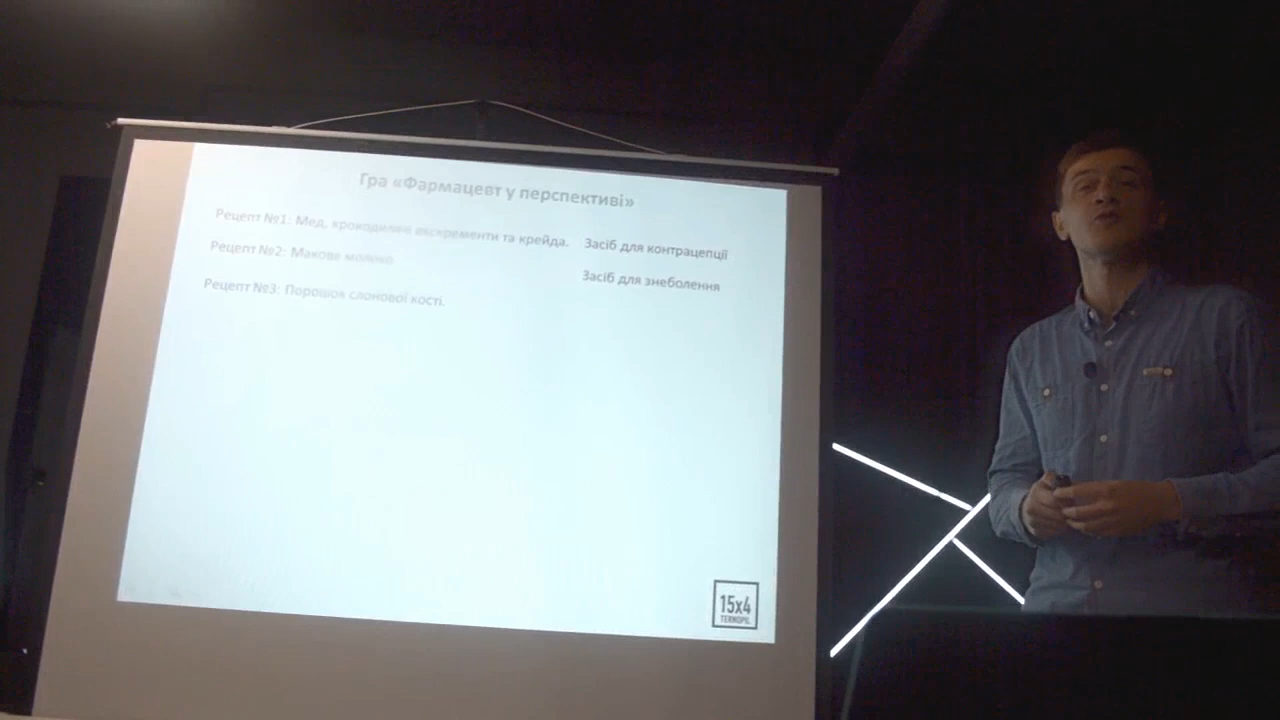 Гра «Фармацевт у перспективі»
Рецепт №1: Мед, крокодилячі екскременти та крейда. Засіб для контрацепції
Рецепт №2: Макове молоко
Засіб для знеболення
Рецепт №3: Порошок слонової кості.
15x4
TERNOPIL